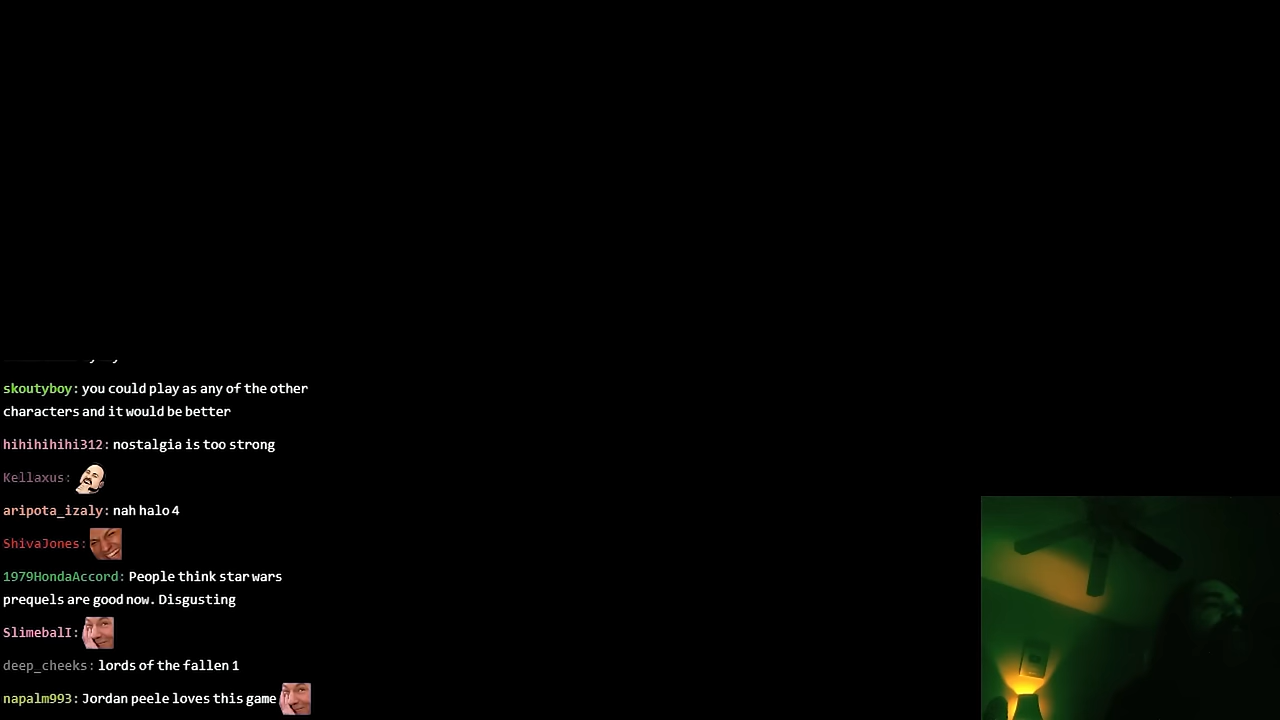 skoutyboy: you could play as any of the other
characters and it would be better
hihihihihi312: nostalgia is too strong
Kellaxus:
aripota_izaly: nah halo 4
ShivaJones:
1979HondaAccord: People think star wars
prequels are good now. Disgusting
SlimebalI:
deep_cheeks: lords of the fallen 1
napalm993: Jordan peele loves this game